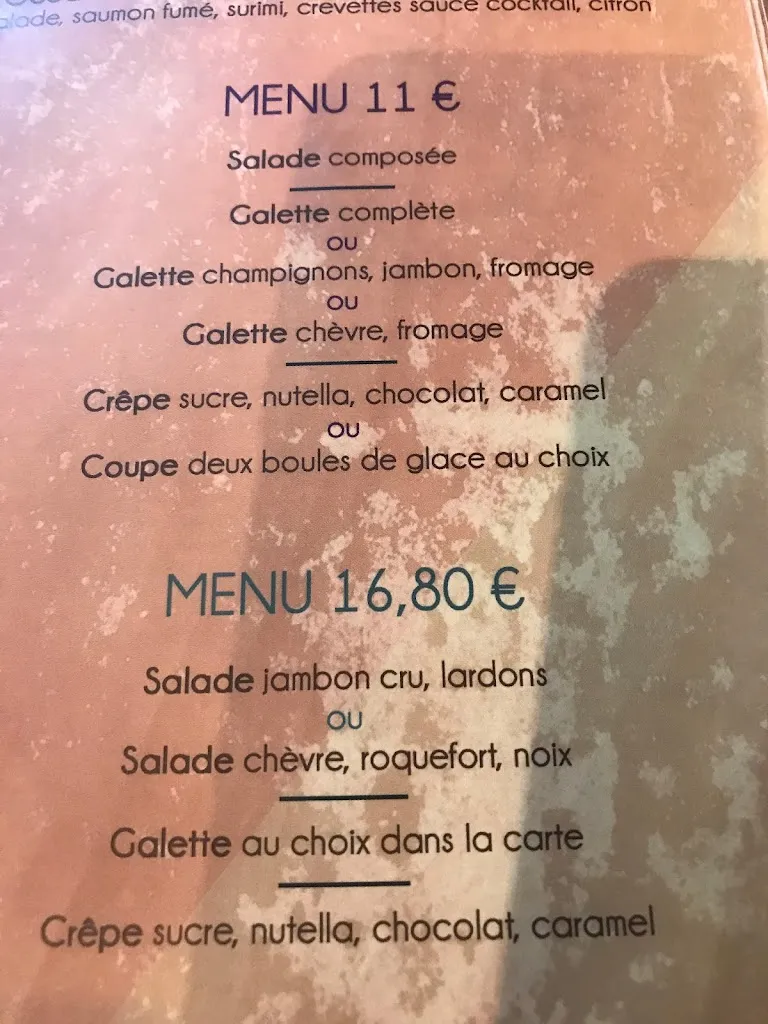 salade, saumon fumé, surimi, crevettes sauce cocktail, citron
MENU 11 €
Salade composée
Galette complète
OU
Galette champignons, jambon, fromage
OU
Galette chèvre, fromage
Crêpe sucre, nutella, chocolat, caramel
OU
Coupe deux boules de glace au choix
MENU 16,80 €
Salade jambon cru, lardons
OU
Salade chèvre, roquefort, noix
Galette au choix dans la carte
Crêpe sucre, nutella, chocolat, caramel